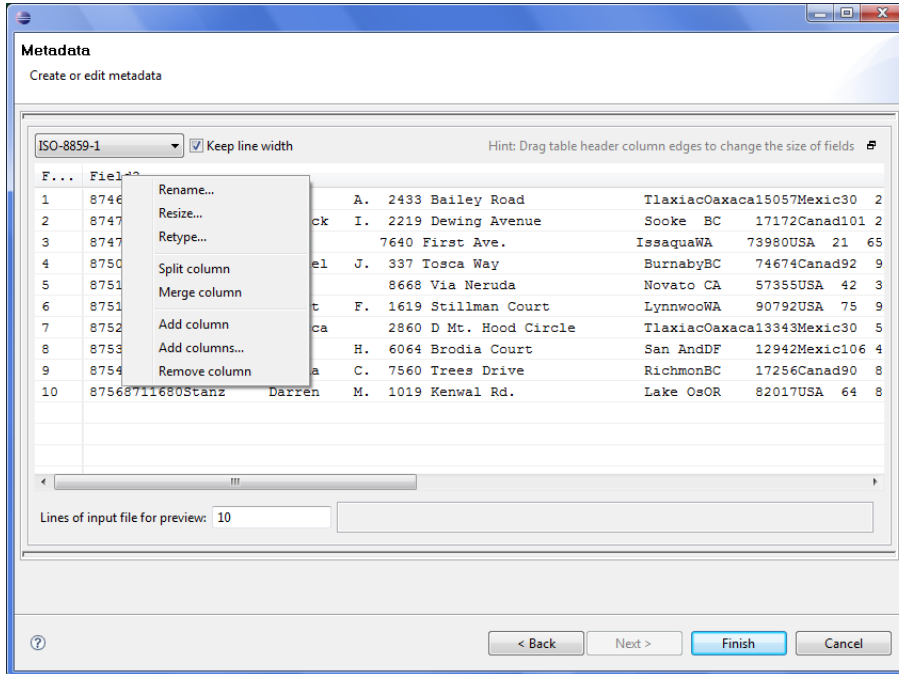 Metadata
Create or edit metadata
ISO-8859-1 Keep line width Hint: Drag table header column edges to change the size of fields
F...
1 8746 A. 2433 Bailey Road TlaxiacOaxaca15057Mexic30 2
2 8747 ck I. 2219 Dewing Avenue Sooke BC 17172Canad101 2
3 8747 7640 First Ave. IssaquaWA 73980USA 21 65
4 8750 el J. 337 Tosca Way BurnabyBC 74674Canad92 9
5 8751 8668 Via Neruda Novato CA 57355USA 42 3
6 8751 t F. 1619 Stillman Court LynnwooWA 90792USA 75 9
7 8752 ca 2860 D Mt. Hood Circle TlaxiacOaxaca13343Mexic30 5
8 8753 H. 6064 Brodia Court San AndDF 12942Mexic106 4
9 8754 a C. 7560 Trees Drive RichmonBC 17256Canad90 8
10 87568711680Stanz Darren M. 1019 Kenwal Rd. Lake OsOR 82017USA 64 8
Rename...
Resize...
Retype...
Split column
Merge column
Add column
Add columns...
Remove column
Lines of input file for preview: 10
< Back Next > Finish Cancel